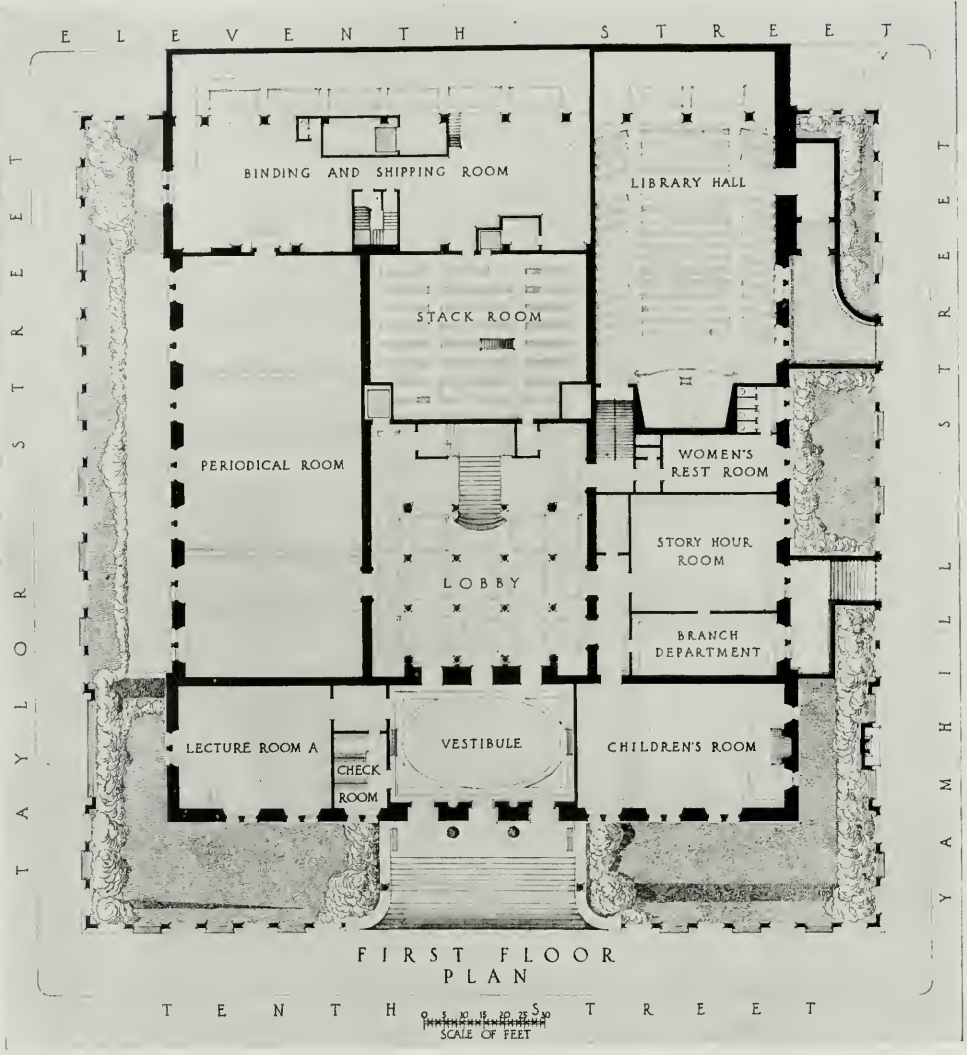 ELEVENTH STREET
TAYLOR STREET
YAMHILL STREET
BINDING AND SHIPPING ROOM
LIBRARY HALL
STACK ROOM
PERIODICAL ROOM
WOMEN'S
REST ROOM
STORY HOUR
ROOM
LOBBY
BRANCH
DEPARTMENT
LECTURE ROOM A
CHECK
ROOM
VESTIBULE
CHILDREN'S ROOM
FIRST FLOOR
PLAN
TENTH STREET
0 5 10 15 20 25 30
SCALE OF FEET